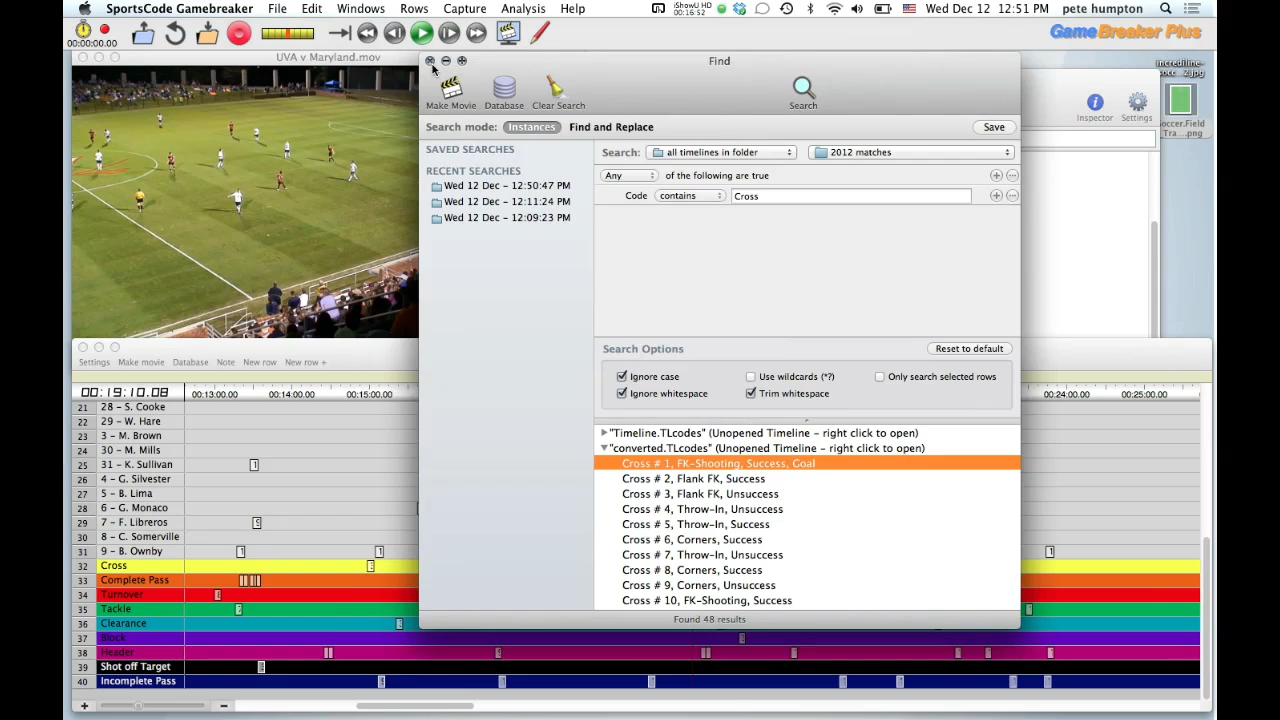 SportsCode Gamebreaker File Edit Windows Rows Capture Analysis Help iShowU HD 00:16:52 Wed Dec 12 12:51 PM pete humpton
00:00:00.00 GameBreaker Plus
UVA v Maryland.mov
Find
Make Movie Database Clear Search Search
Inspector Settings
Search mode: Instances Find and Replace Save
SAVED SEARCHES
RECENT SEARCHES
Wed 12 Dec – 12:50:47 PM
Wed 12 Dec – 12:11:24 PM
Wed 12 Dec – 12:09:23 PM
Search: all timelines in folder 2012 matches
Any of the following are true
Code contains Cross
Search Options Reset to default
Ignore case Use wildcards (*?) Only search selected rows
Ignore whitespace Trim whitespace
"Timeline.TLcodes" (Unopened Timeline – right click to open)
"converted.TLcodes" (Unopened Timeline – right click to open)
Cross # 1, FK-Shooting, Success, Goal
Cross # 2, Flank FK, Success
Cross # 3, Flank FK, Unsuccess
Cross # 4, Throw-In, Unsuccess
Cross # 5, Throw-In, Success
Cross # 6, Corners, Success
Cross # 7, Throw-In, Unsuccess
Cross # 8, Corners, Success
Cross # 9, Corners, Unsuccess
Cross # 10, FK-Shooting, Success
Found 48 results
Settings Make movie Database Note New row New row +
00:19:10.08 00:13:00.00 00:14:00.00 00:15:00.00 00:24:00.00 00:25:00.00
21 28 – S. Cooke
22 29 – W. Hare
23 3 – M. Brown
24 30 – M. Mills
25 31 – K. Sullivan
26 4 – G. Silvester
27 5 – B. Lima
28 6 – G. Monaco
29 7 – F. Libreros
30 8 – C. Somerville
31 9 – B. Ownby
32 Cross
33 Complete Pass
34 Turnover
35 Tackle
36 Clearance
37 Block
38 Header
39 Shot off Target
40 Incomplete Pass